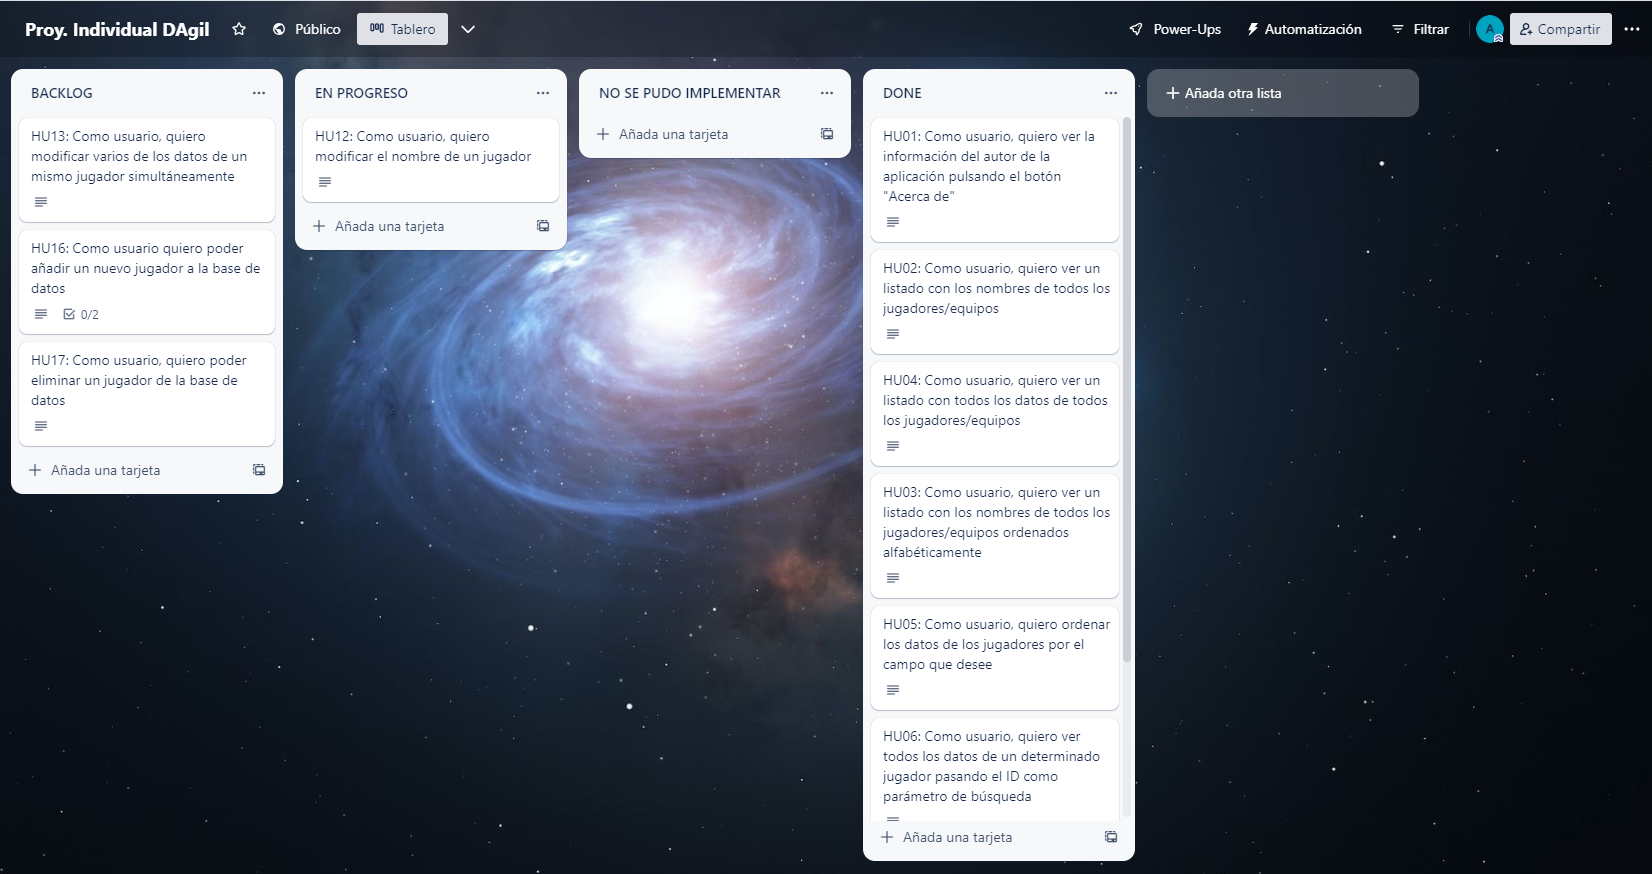 Proy. Individual DAgil
Público
Tablero
Power-Ups
Automatización
Filtrar
A
Compartir
BACKLOG
HU13: Como usuario, quiero
modificar varios de los datos de un
mismo jugador simultáneamente
HU16: Como usuario quiero poder
añadir un nuevo jugador a la base de
datos
0/2
HU17: Como usuario, quiero poder
eliminar un jugador de la base de
datos
Añada una tarjeta
EN PROGRESO
HU12: Como usuario, quiero
modificar el nombre de un jugador
Añada una tarjeta
NO SE PUDO IMPLEMENTAR
Añada una tarjeta
DONE
HU01: Como usuario, quiero ver la
información del autor de la
aplicación pulsando el botón
"Acerca de"
HU02: Como usuario, quiero ver un
listado con los nombres de todos los
jugadores/equipos
HU04: Como usuario, quiero ver un
listado con todos los datos de todos
los jugadores/equipos
HU03: Como usuario, quiero ver un
listado con los nombres de todos los
jugadores/equipos ordenados
alfabéticamente
HU05: Como usuario, quiero ordenar
los datos de los jugadores por el
campo que desee
HU06: Como usuario, quiero ver
todos los datos de un determinado
jugador pasando el ID como
parámetro de búsqueda
Añada una tarjeta
Añada otra lista